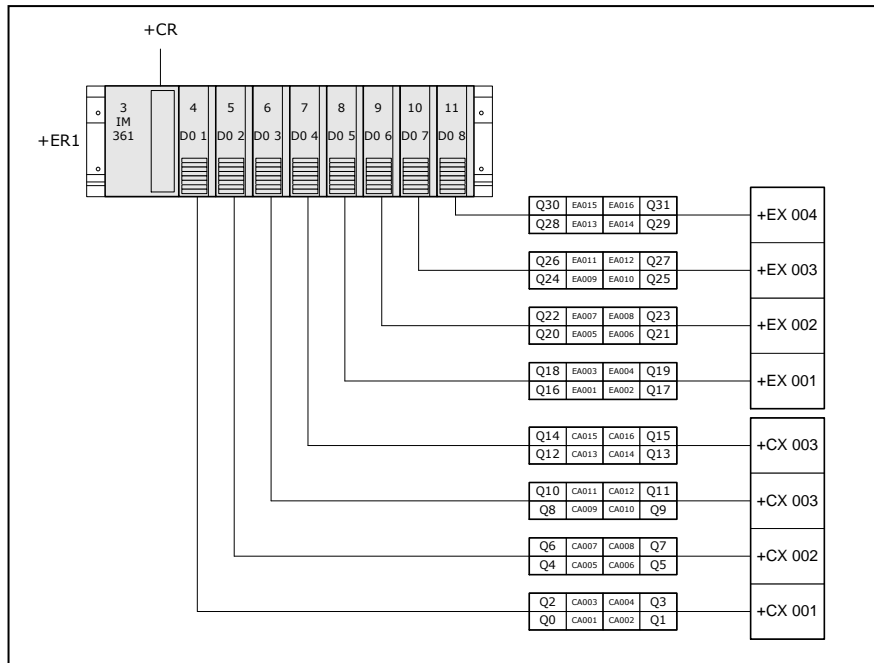 +CR
+ER1
3 4 5 6 7 8 9 10 11
IM
361 D0 1 D0 2 D0 3 D0 4 D0 5 D0 6 D0 7 D0 8
Q30 EA015 EA016 Q31
Q28 EA013 EA014 Q29
+EX 004
Q26 EA011 EA012 Q27
Q24 EA009 EA010 Q25
+EX 003
Q22 EA007 EA008 Q23
Q20 EA005 EA006 Q21
+EX 002
Q18 EA003 EA004 Q19
Q16 EA001 EA002 Q17
+EX 001
Q14 CA015 CA016 Q15
Q12 CA013 CA014 Q13
+CX 003
Q10 CA011 CA012 Q11
Q8 CA009 CA010 Q9
+CX 003
Q6 CA007 CA008 Q7
Q4 CA005 CA006 Q5
+CX 002
Q2 CA003 CA004 Q3
Q0 CA001 CA002 Q1
+CX 001